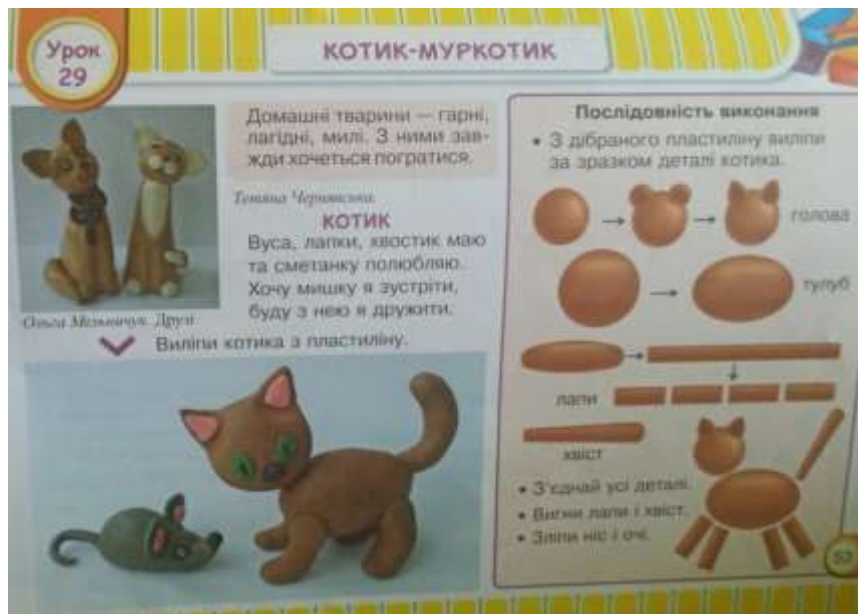 Урок
29
КОТИК-МУРКОТИК
Домашні тварини — гарні,
лагідні, милі. З ними зав-
жди хочеться погратися.
Тетяна Чернявська.
КОТИК
Вуса, лапки, хвостик маю
та сметанку полюбляю.
Хочу мишку я зустріти,
буду з нею я дружити.
Ольга Мельничук. Друзі
Виліпи котика з пластиліну.
Послідовність виконання
• З дібраного пластиліну виліпи
за зразком деталі котика.
голова
тулуб
лапи
хвіст
• З'єднай усі деталі.
• Вигни лапи і хвіст.
• Зліпи ніс і очі.
53